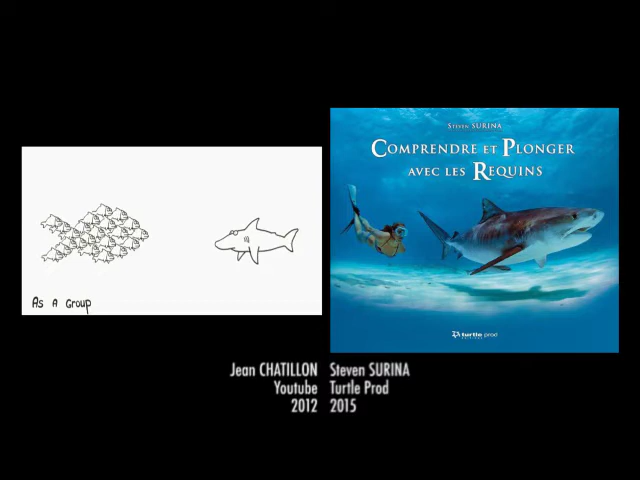 As A Group
Steven SURINA
COMPRENDRE ET PLONGER
AVEC LES REQUINS
turtle prod
Jean CHATILLON
Youtube
2012
Steven SURINA
Turtle Prod
2015